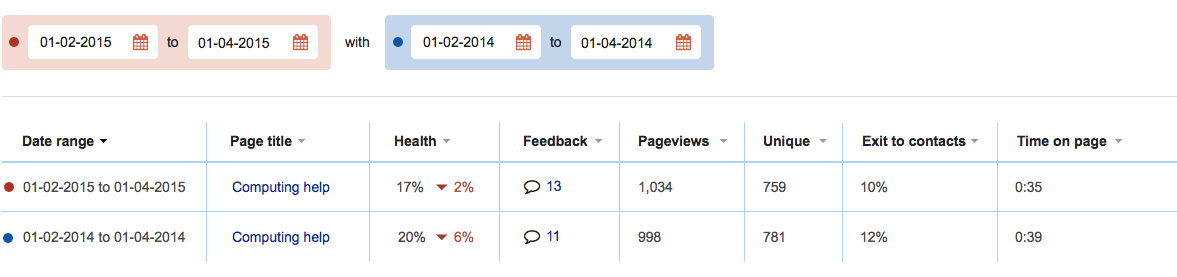 01-02-2015 to 01-04-2015 with 01-02-2014 to 01-04-2014
Date range Page title Health Feedback Pageviews Unique Exit to contacts Time on page
01-02-2015 to 01-04-2015 Computing help 17% 2% 13 1,034 759 10% 0:35
01-02-2014 to 01-04-2014 Computing help 20% 6% 11 998 781 12% 0:39